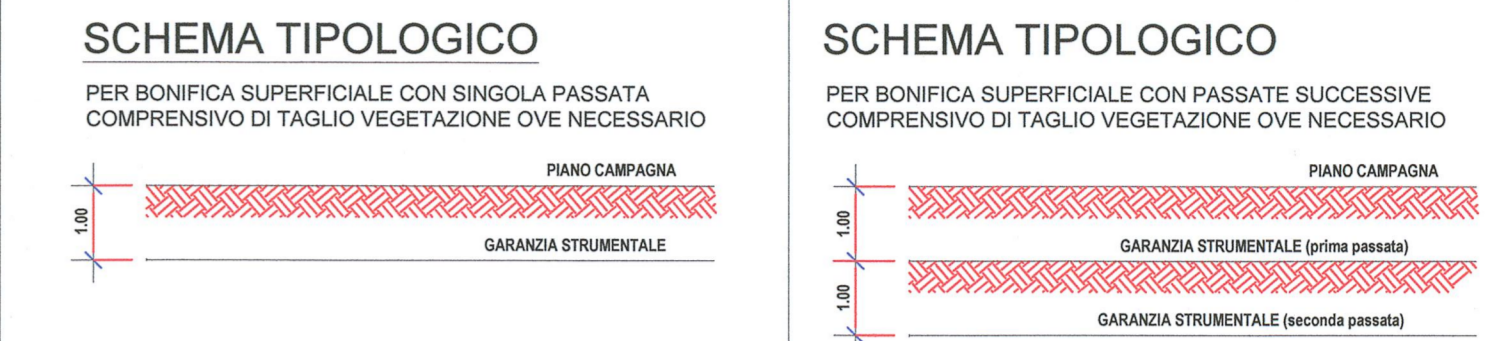 SCHEMA TIPOLOGICO
PER BONIFICA SUPERFICIALE CON SINGOLA PASSATA
COMPRENSIVO DI TAGLIO VEGETAZIONE OVE NECESSARIO
PIANO CAMPAGNA
1.00
GARANZIA STRUMENTALE
SCHEMA TIPOLOGICO
PER BONIFICA SUPERFICIALE CON PASSATE SUCCESSIVE
COMPRENSIVO DI TAGLIO VEGETAZIONE OVE NECESSARIO
PIANO CAMPAGNA
1.00
GARANZIA STRUMENTALE (prima passata)
1.00
GARANZIA STRUMENTALE (seconda passata)